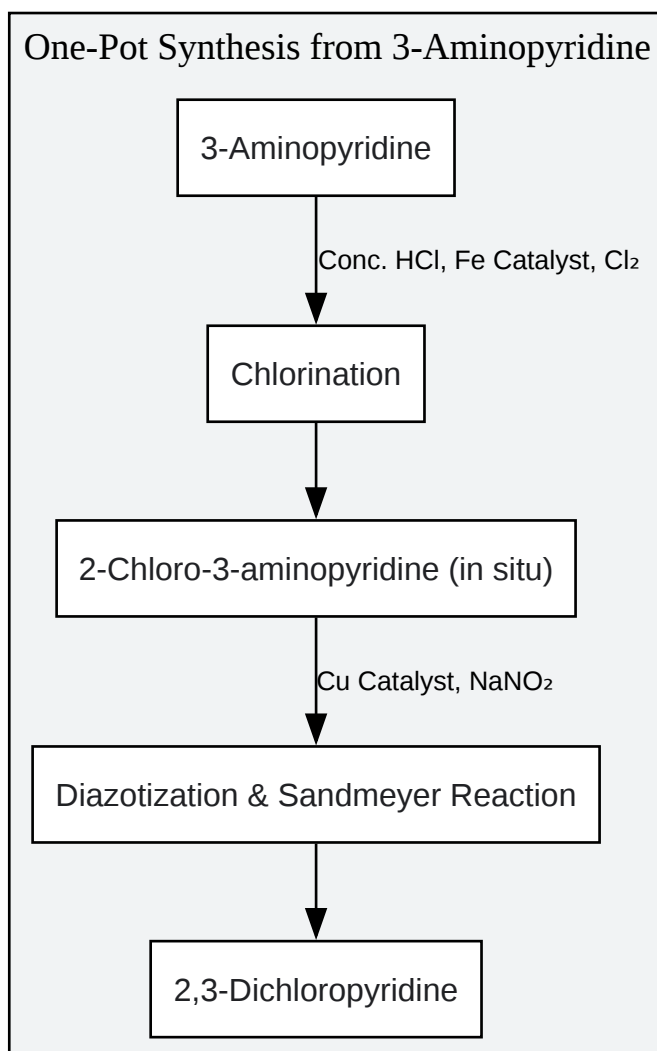 One-Pot Synthesis from 3-Aminopyridine
3-Aminopyridine
Conc. HCl, Fe Catalyst, Cl₂
Chlorination
2-Chloro-3-aminopyridine (in situ)
Cu Catalyst, NaNO₂
Diazotization & Sandmeyer Reaction
2,3-Dichloropyridine